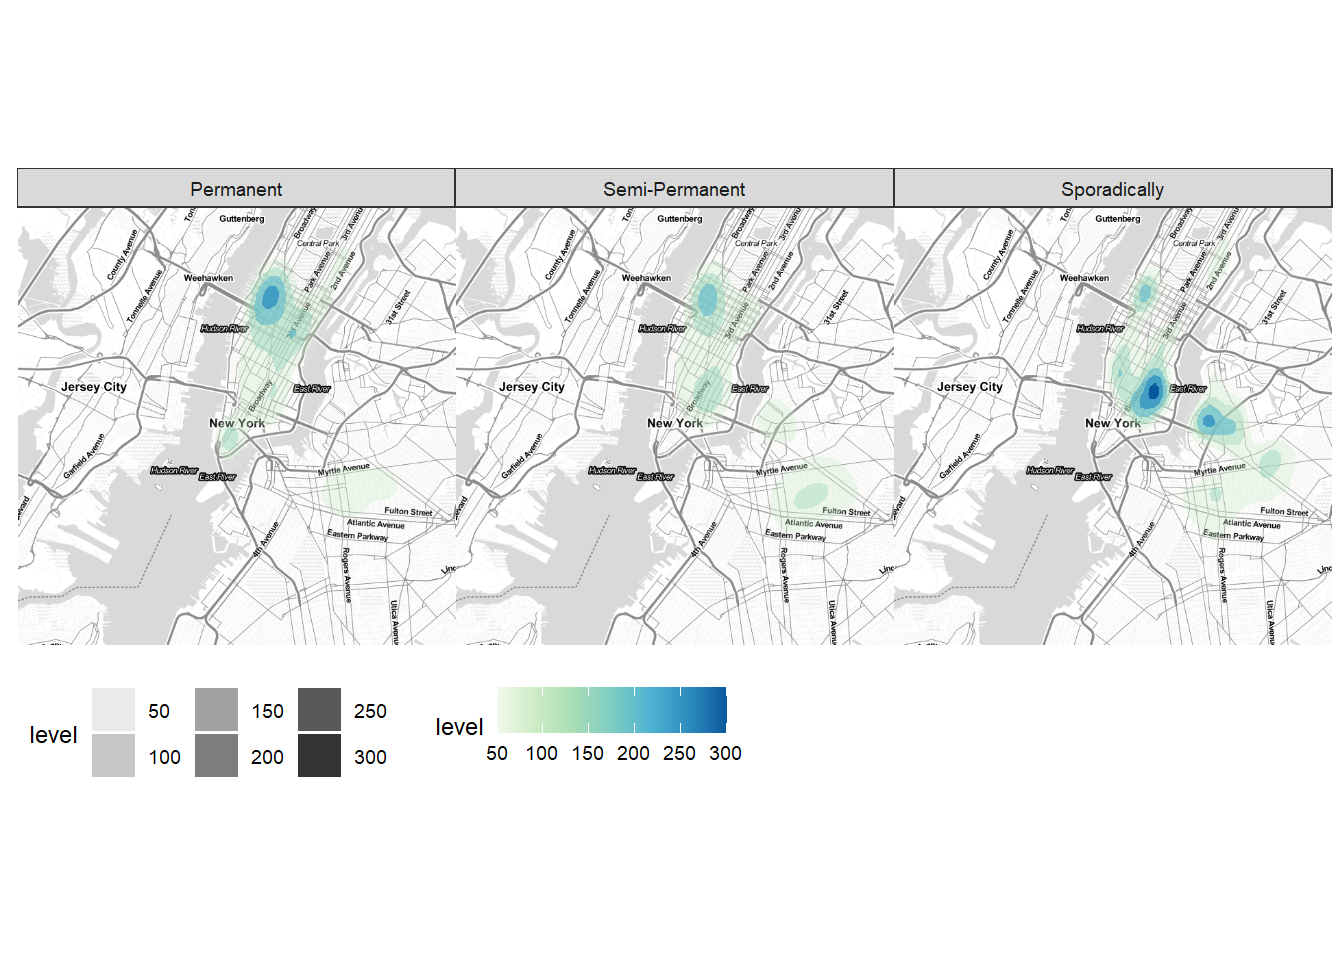 Permanent
Semi-Permanent
Sporadically
Guttenberg
Broadway
3rd Avenue
Central Park
County Avenue
Weehawken
Tonnelle Avenue
Park Avenue
2nd Avenue
31st Street
Hudson River
3rd Avenue
Jersey City
East River
Broadway
New York
Garfield Avenue
Hudson River
East River
Myrtle Avenue
Fulton Street
Atlantic Avenue
Eastern Parkway
4th Avenue
Rogers Avenue
Utica Avenue
Guttenberg
Broadway
3rd Avenue
Central Park
County Avenue
Weehawken
Tonnelle Avenue
Park Avenue
2nd Avenue
31st Street
Hudson River
3rd Avenue
Jersey City
East River
Broadway
New York
Garfield Avenue
Hudson River
East River
Myrtle Avenue
Fulton Street
Atlantic Avenue
Eastern Parkway
4th Avenue
Rogers Avenue
Utica Avenue
Guttenberg
Broadway
3rd Avenue
Central Park
County Avenue
Weehawken
Tonnelle Avenue
Park Avenue
2nd Avenue
31st Street
Hudson River
3rd Avenue
Jersey City
East River
New York
Garfield Avenue
Hudson River
East River
Myrtle Avenue
Fulton Street
Atlantic Avenue
Eastern Parkway
4th Avenue
Rogers Avenue
Utica Avenue
level
50
150
250
100
200
300
level
50 100 150 200 250 300